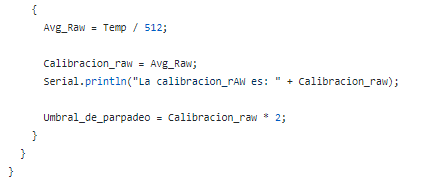 {
Avg_Raw = Temp / 512;
Calibracion_raw = Avg_Raw;
Serial.println("La calibracion_rAW es: " + Calibracion_raw);
Umbral_de_parpadeo = Calibracion_raw * 2;
}
}
}